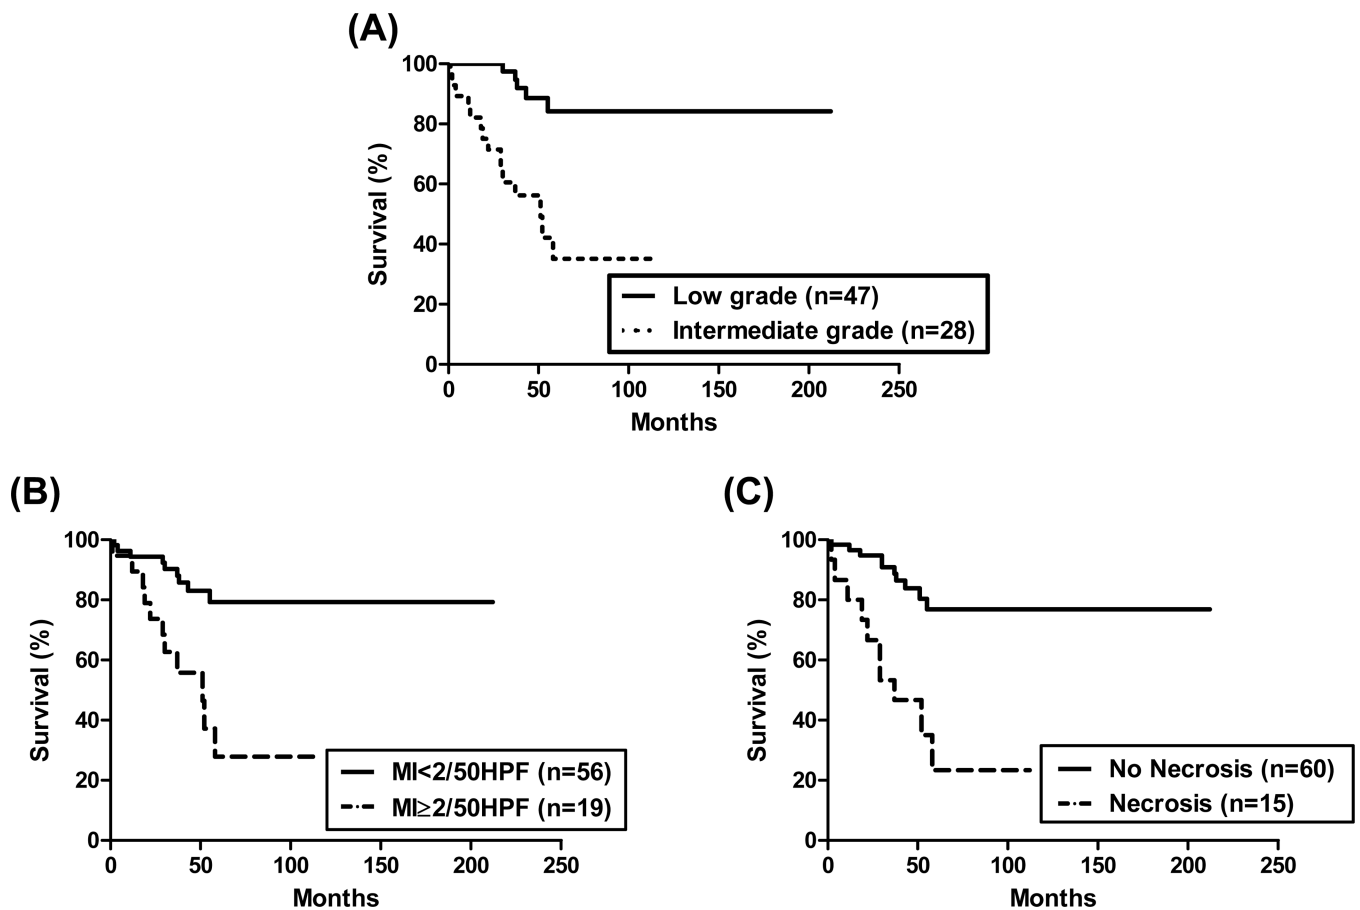 (A)
100
80
60
40
20
0
Survival (%)
0 50 100 150 200 250
Months
Low grade (n=47)
Intermediate grade (n=28)
(B)
100
80
60
40
20
0
Survival (%)
0 50 100 150 200 250
Months
MI<2/50HPF (n=56)
MI≥2/50HPF (n=19)
(C)
100
80
60
40
20
0
Survival (%)
0 50 100 150 200 250
Months
No Necrosis (n=60)
Necrosis (n=15)